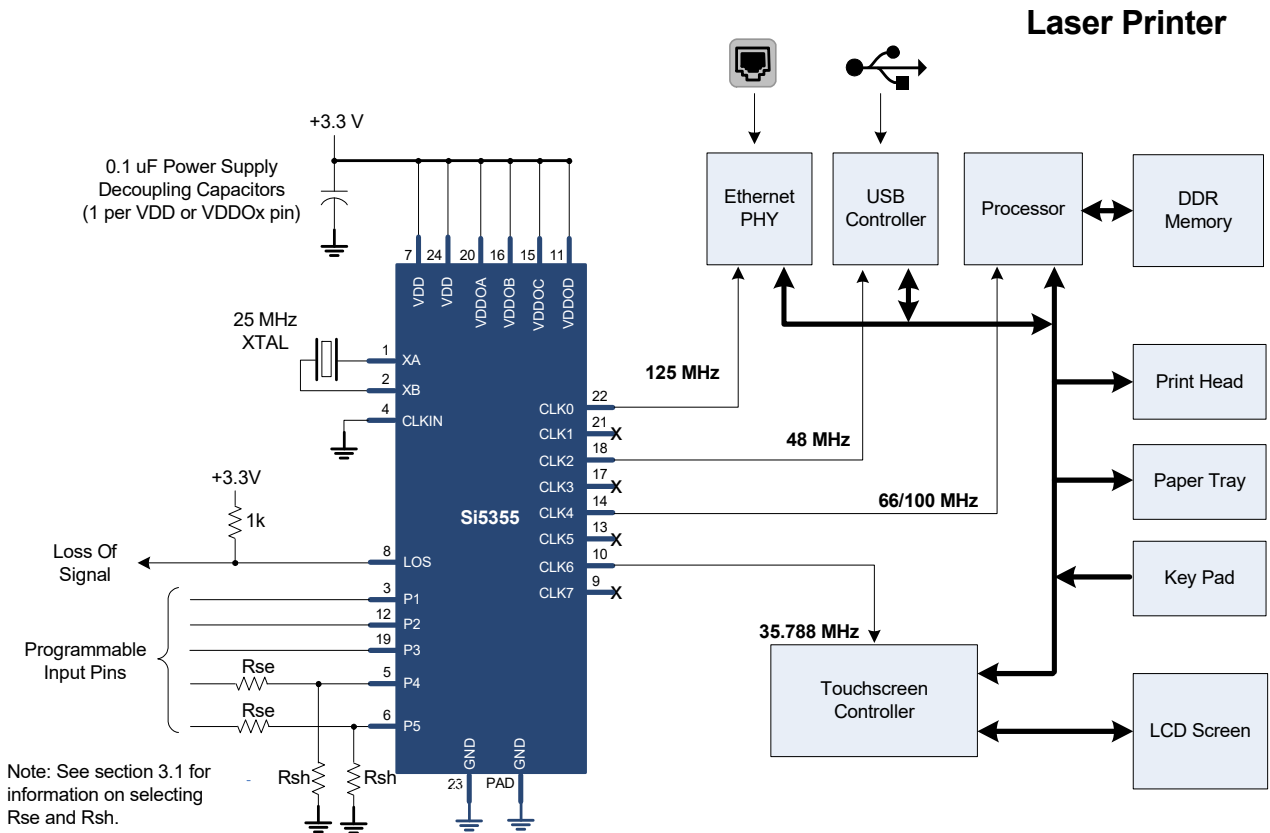 Laser Printer
+3.3 V
0.1 uF Power Supply
Decoupling Capacitors
(1 per VDD or VDDOx pin)
7
24
20
16
15
11
VDD
VDD
VDDOA
VDDOB
VDDOC
VDDOD
25 MHz
XTAL
1
XA
2
XB
4
CLKIN
+3.3V
1k
Loss Of
Signal
8
LOS
Programmable
Input Pins
3
P1
12
P2
19
P3
Rse
5
P4
Rse
6
P5
Rsh
Rsh
Note: See section 3.1 for
information on selecting
Rse and Rsh.
Si5355
GND
GND
23
PAD
CLK0
22
CLK1
21
X
CLK2
18
CLK3
17
X
CLK4
14
CLK5
13
X
CLK6
10
CLK7
9
X
125 MHz
48 MHz
66/100 MHz
35.788 MHz
Ethernet
PHY
USB
Controller
Processor
DDR
Memory
Print Head
Paper Tray
Key Pad
Touchscreen
Controller
LCD Screen